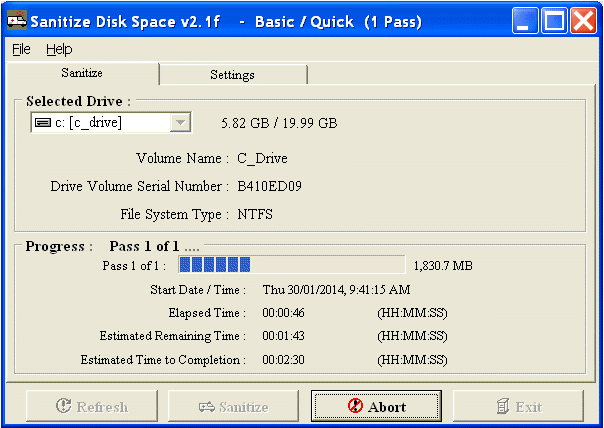 Sanitize Disk Space v2.1f - Basic / Quick (1 Pass)
File Help
Sanitize Settings
Selected Drive :
c: [c_drive] 5.82 GB / 19.99 GB
Volume Name : C_Drive
Drive Volume Serial Number : B410ED09
File System Type : NTFS
Progress : Pass 1 of 1 ....
Pass 1 of 1 : 1,830.7 MB
Start Date / Time : Thu 30/01/2014, 9:41:15 AM
Elapsed Time : 00:00:46 (HH:MM:SS)
Estimated Remaining Time : 00:01:43 (HH:MM:SS)
Estimated Time to Completion : 00:02:30 (HH:MM:SS)
Refresh Sanitize Abort Exit